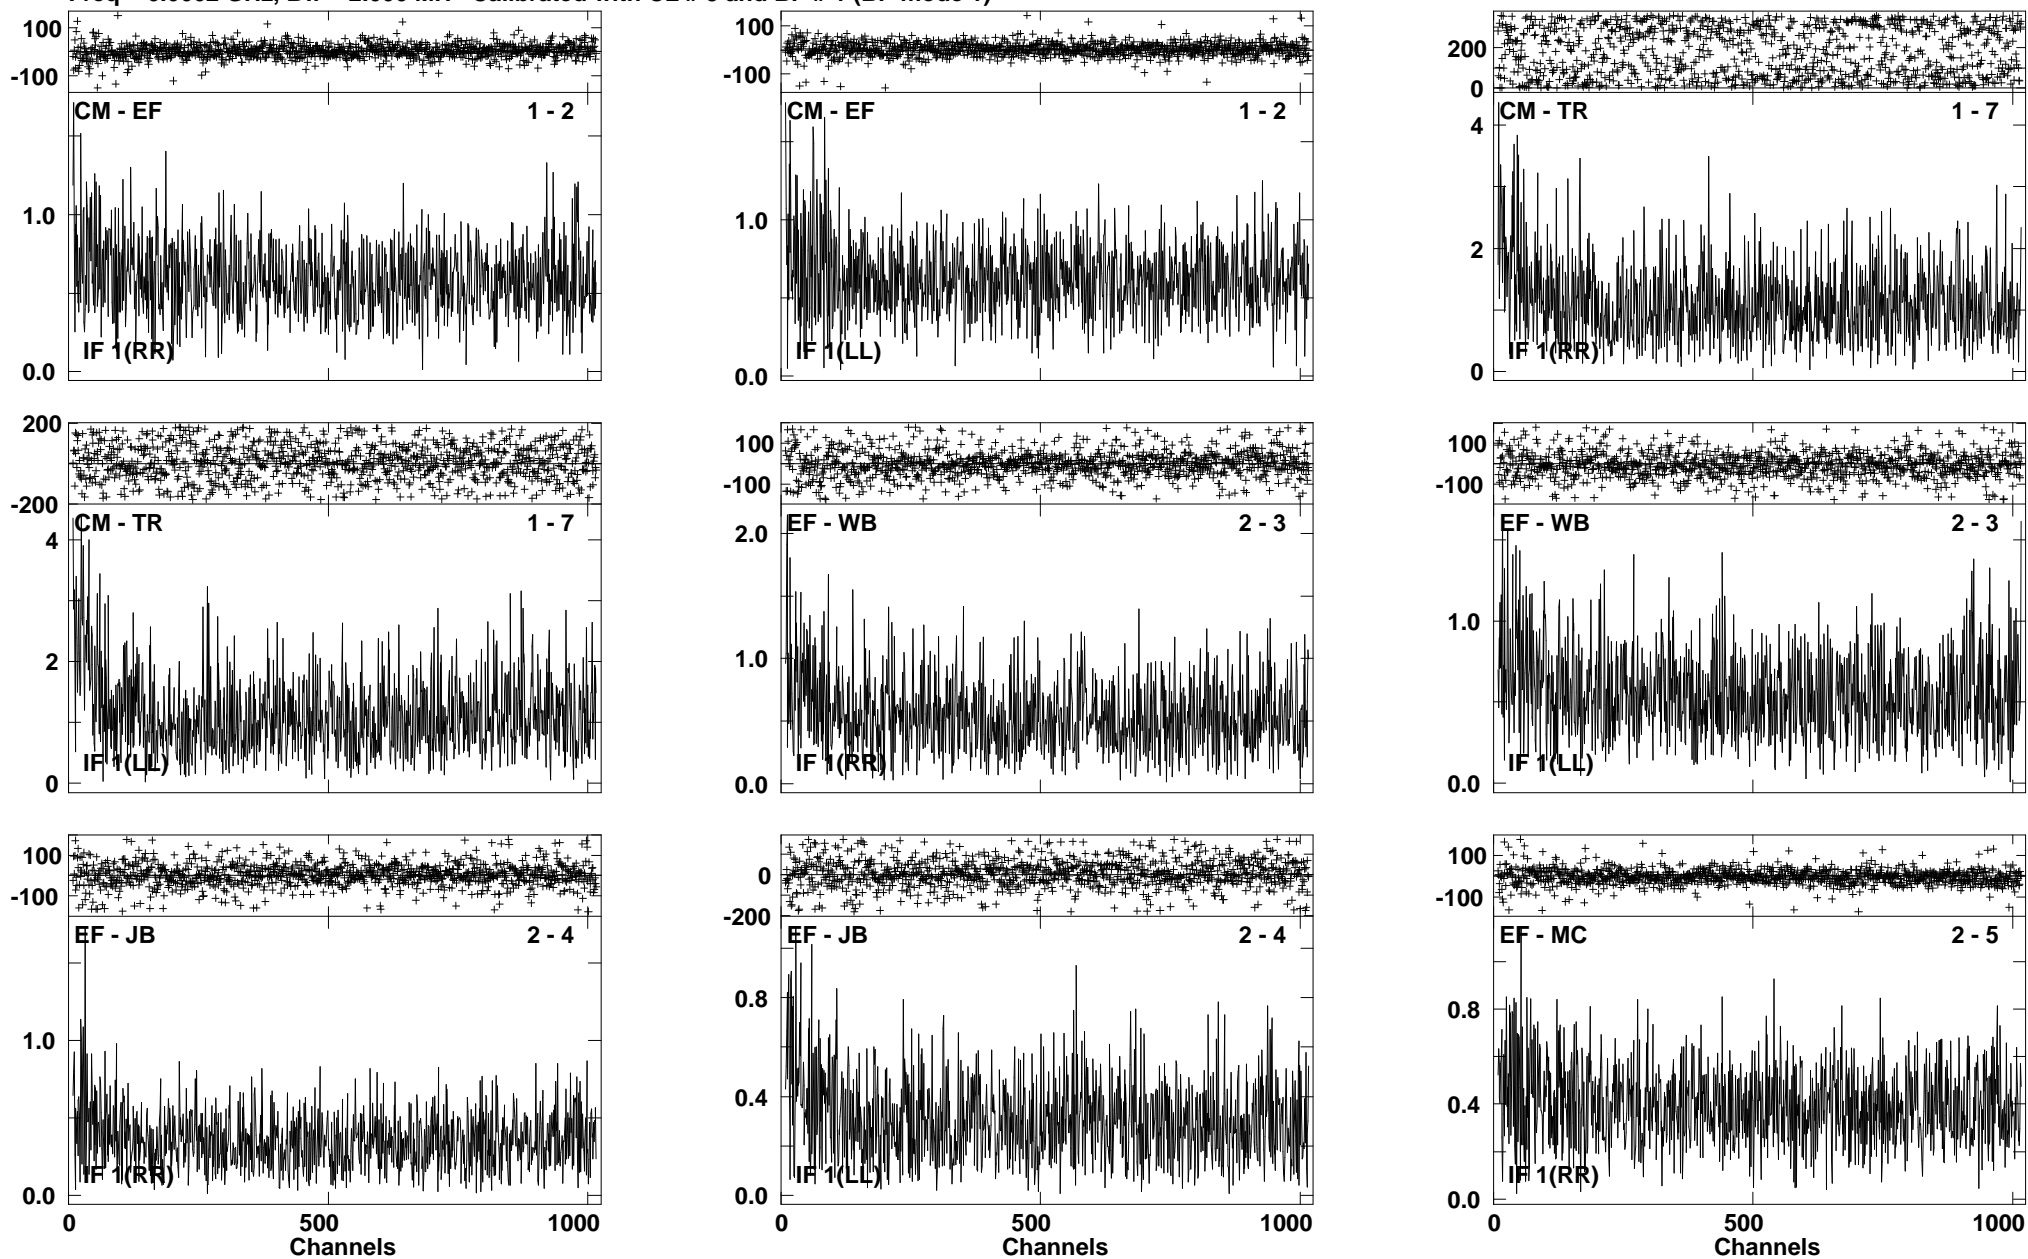 100
-100
CM - EF 1 - 2
1.0
IF 1(RR)
0.0
100
-100
CM - EF 1 - 2
1.0
IF 1(LL)
0.0
200
0
CM - TR 1 - 7
4
2
IF 1(RR)
0
200
-200
CM - TR 1 - 7
4
2
IF 1(LL)
0
100
-100
EF - WB 2 - 3
2.0
1.0
IF 1(RR)
0.0
100
-100
EF - WB 2 - 3
1.0
IF 1(LL)
0.0
100
-100
EF - JB 2 - 4
1.0
IF 1(RR)
0.0
0 500 1000
Channels
0
-200
EF - JB 2 - 4
0.8
0.4
IF 1(LL)
0.0
0 500 1000
Channels
100
-100
EF - MC 2 - 5
0.8
0.4
IF 1(RR)
0.0
0 500 1000
Channels